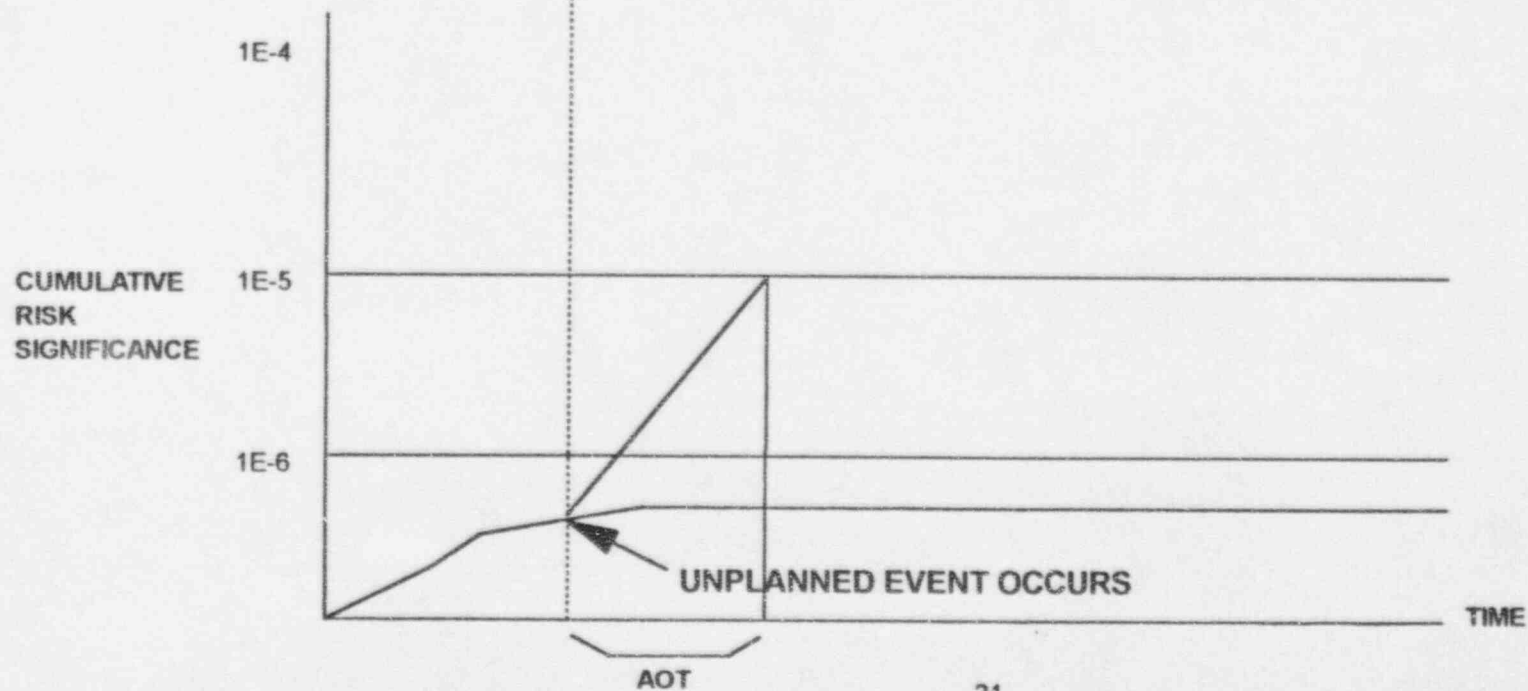 1E-4
CUMULATIVE
RISK
SIGNIFICANCE
1E-5
1E-6
UNPLANNED EVENT OCCURS
TIME
AOT